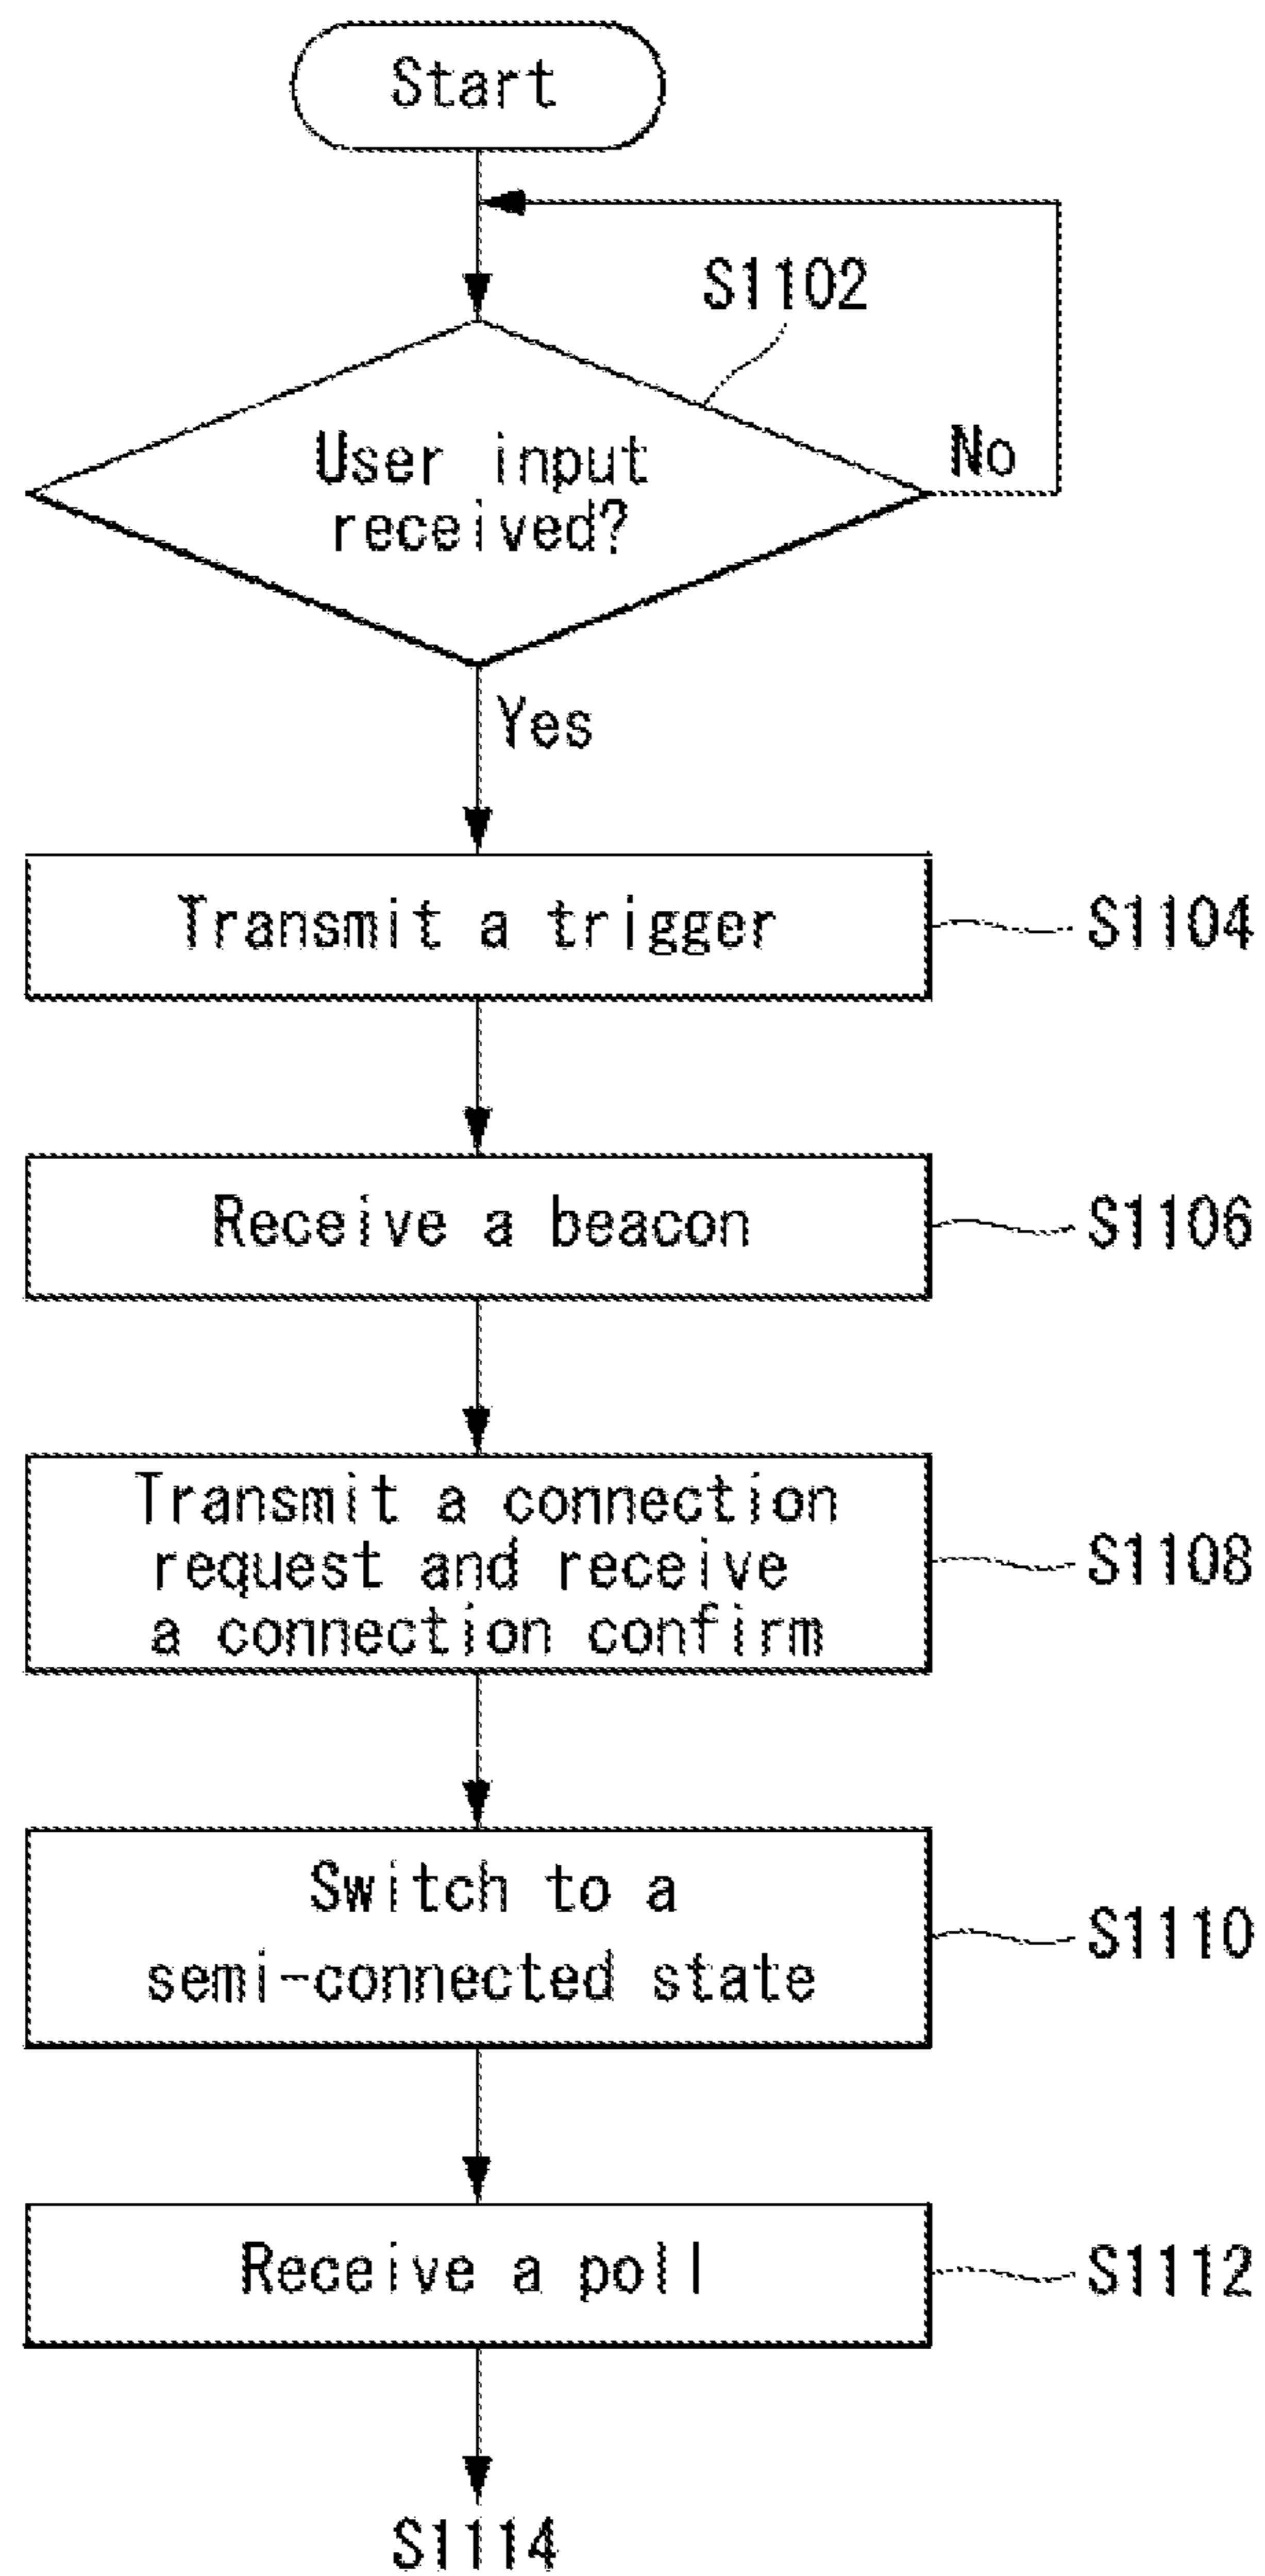 Start
S1102
User input
received?
No
Yes
Transmit a trigger
S1104
Receive a beacon
S1106
Transmit a connection
request and receive
a connection confirm
S1108
Switch to a
semi-connected state
S1110
Receive a poll
S1112
S1114